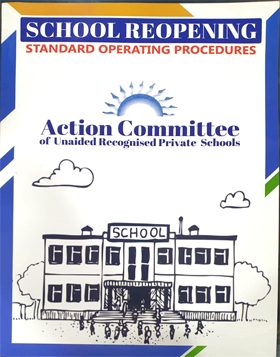 SCHOOL REOPENING
STANDARD OPERATING PROCEDURES
Action Committee
of Unaided Recognised Private Schools
SCHOOL